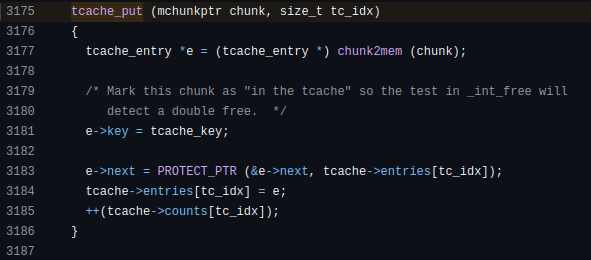 3175 tcache_put (mchunkptr chunk, size_t tc_idx)
3176 {
3177   tcache_entry *e = (tcache_entry *) chunk2mem (chunk);
3178
3179   /* Mark this chunk as "in the tcache" so the test in _int_free will
3180      detect a double free.  */
3181   e->key = tcache_key;
3182
3183   e->next = PROTECT_PTR (&e->next, tcache->entries[tc_idx]);
3184   tcache->entries[tc_idx] = e;
3185   ++(tcache->counts[tc_idx]);
3186 }
3187